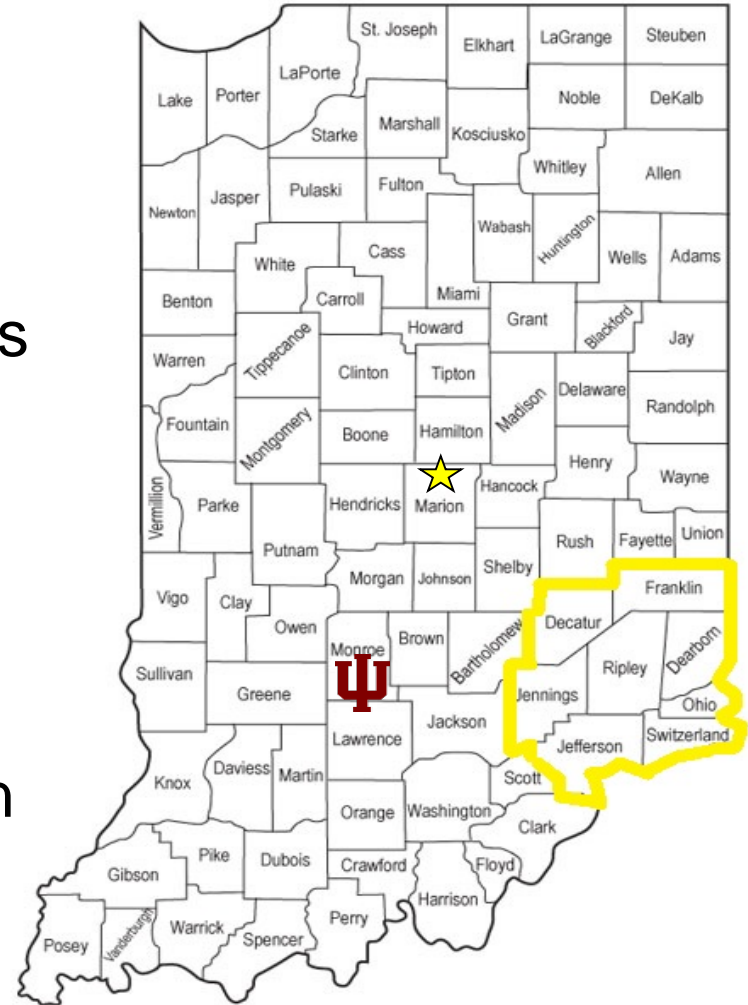 St. Joseph
Elkhart
LaGrange
Steuben
LaPorte
Lake
Porter
Noble
DeKalb
Marshall
Starke
Kosciusko
Whitley
Allen
Newton
Jasper
Pulaski
Fulton
Wabash
Huntington
White
Cass
Wells
Adams
Benton
Carroll
Miami
s
Howard
Grant
Blackford
Jay
Warren
Tippecanoe
Clinton
Tipton
Madison
Delaware
Randolph
Fountain
Montgomery
Boone
Hamilton
Henry
Wayne
Vermillion
Parke
Hendricks
Marion
Hancock
Putnam
Rush
Fayette
Union
Morgan
Johnson
Shelby
Franklin
Vigo
Clay
Owen
Decatur
Monroe
Brown
Bartholomew
Dearborn
Sullivan
Greene
Ripley
Jennings
Ohio
Jackson
Lawrence
Jefferson
Switzerland
Knox
Daviess
Martin
Scott
n
Orange
Washington
Clark
Gibson
Pike
Dubois
Crawford
Floyd
Harrison
Posey
Vanderburgh
Warrick
Spencer
Perry